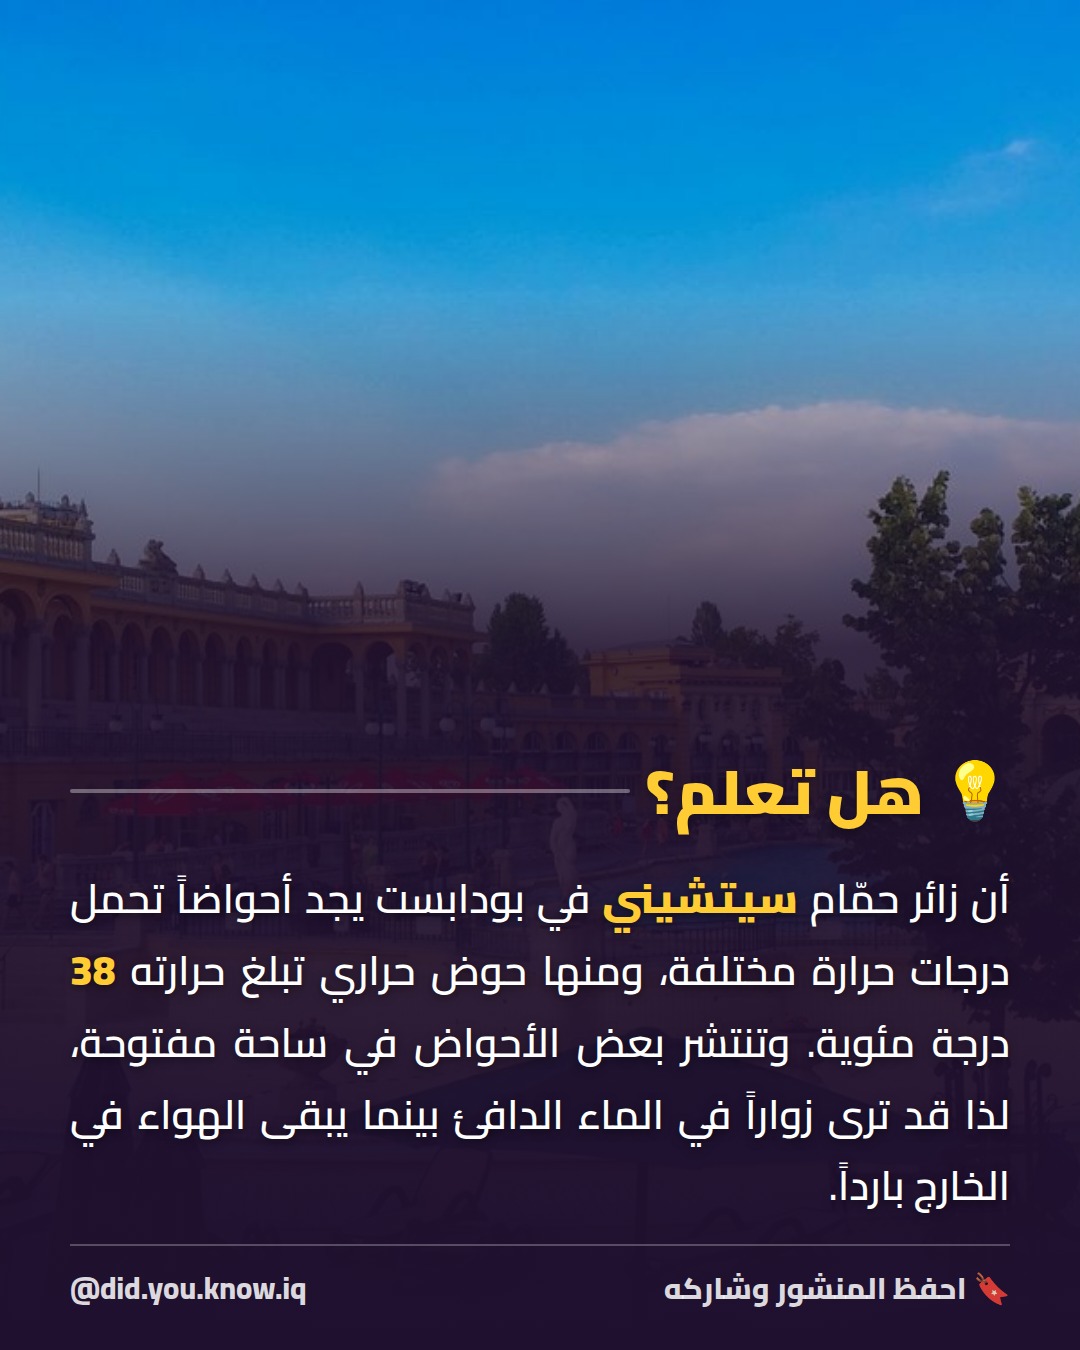 هل تعلم؟
أن زائر حمّام سيتشيني في بودابست يجد أحواضاً تحمل
درجات حرارة مختلفة، ومنها حوض حراري تبلغ حرارته 38
درجة مئوية. وتنتشر بعض الأحواض في ساحة مفتوحة،
لذا قد ترى زواراً في الماء الدافئ بينما يبقى الهواء في
الخارج بارداً.
احفظ المنشور وشاركه
@did.you.know.iq